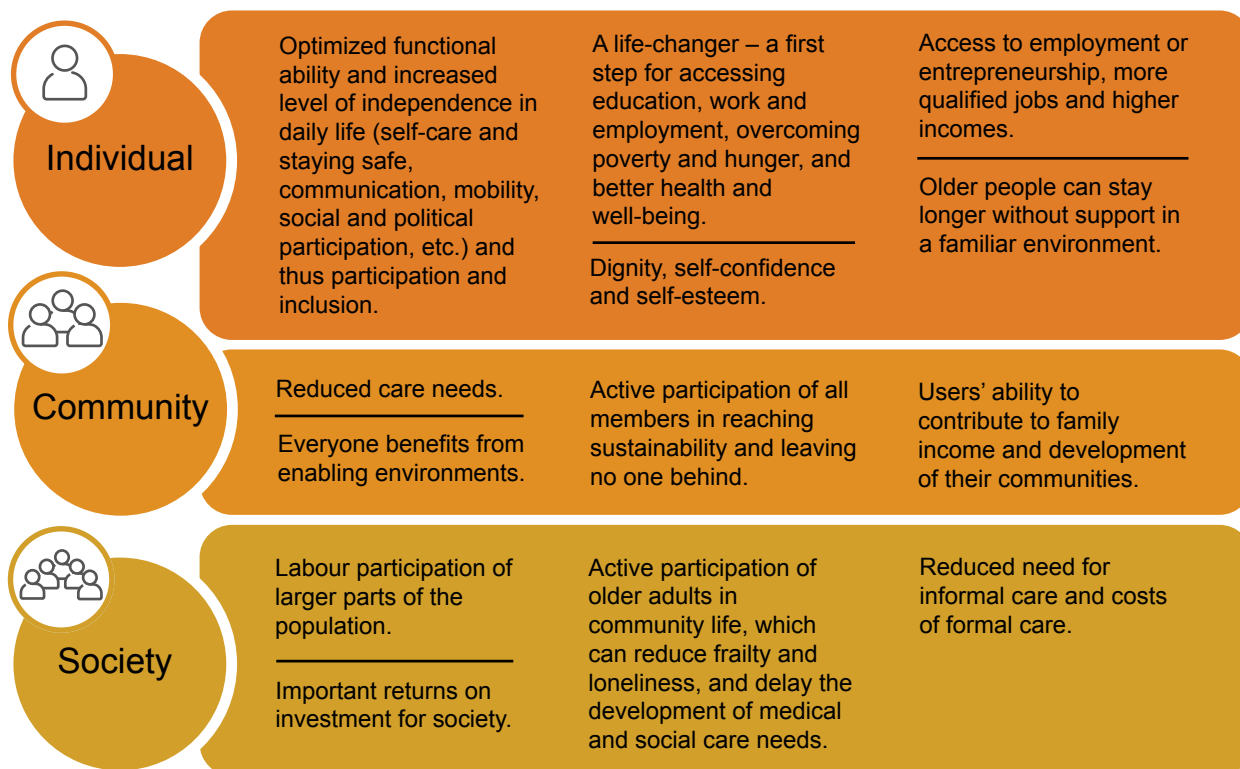 Individual
Optimized functional
ability and increased
level of independence in
daily life (self-care and
staying safe,
communication, mobility,
social and political
participation, etc.) and
thus participation and
inclusion.
A life-changer – a first
step for accessing
education, work and
employment, overcoming
poverty and hunger, and
better health and
well-being.
Dignity, self-confidence
and self-esteem.
Access to employment or
entrepreneurship, more
qualified jobs and higher
incomes.
Older people can stay
longer without support in
a familiar environment.
Community
Reduced care needs.
Everyone benefits from
enabling environments.
Active participation of all
members in reaching
sustainability and leaving
no one behind.
Users’ ability to
contribute to family
income and development
of their communities.
Society
Labour participation of
larger parts of the
population.
Important returns on
investment for society.
Active participation of
older adults in
community life, which
can reduce frailty and
loneliness, and delay the
development of medical
and social care needs.
Reduced need for
informal care and costs
of formal care.